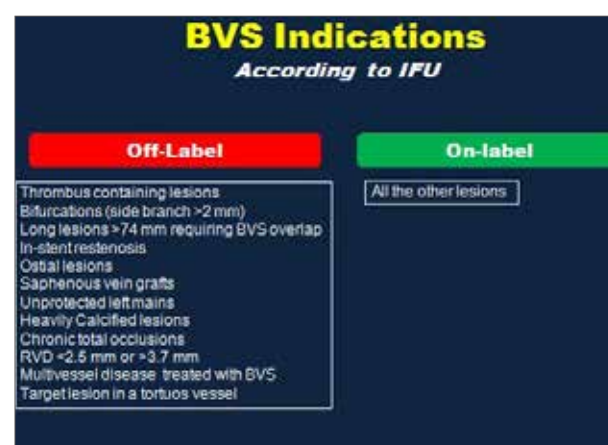 BVS Indications
According to IFU
Off-Label
On-label
Thrombus containing lesions
Bifurcations (side branch >2 mm)
Long lesions >74 mm requiring BVS overlap
In-stent restenosis
Ostial lesions
Saphenous vein grafts
Unprotected left mains
Heavily Calcified lesions
Chronic total occlusions
RVD <2.5 mm or >3.7 mm
Multivessel disease treated with BVS
Target lesion in a tortuos vessel
All the other lesions